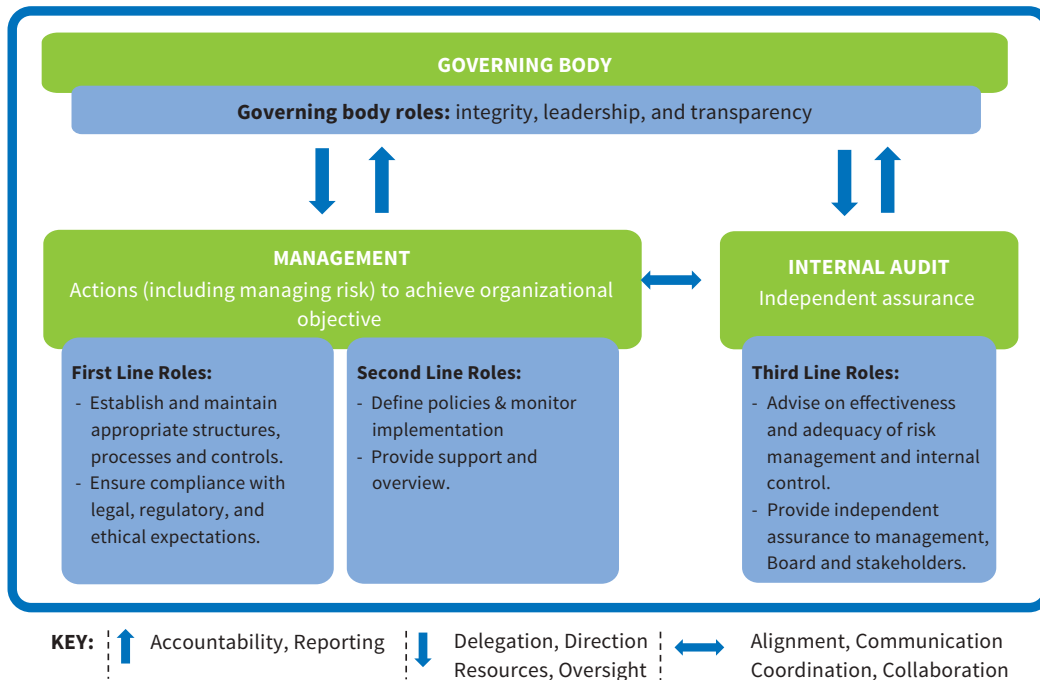 GOVERNING BODY
Governing body roles: integrity, leadership, and transparency
MANAGEMENT
Actions (including managing risk) to achieve organizational
objective
First Line Roles:
- Establish and maintain
appropriate structures,
processes and controls.
- Ensure compliance with
legal, regulatory, and
ethical expectations.
Second Line Roles:
- Define policies & monitor
implementation
- Provide support and
overview.
INTERNAL AUDIT
Independent assurance
Third Line Roles:
- Advise on effectiveness
and adequacy of risk
management and internal
control.
- Provide independent
assurance to management,
Board and stakeholders.
KEY:
Accountability, Reporting
Delegation, Direction
Resources, Oversight
Alignment, Communication
Coordination, Collaboration